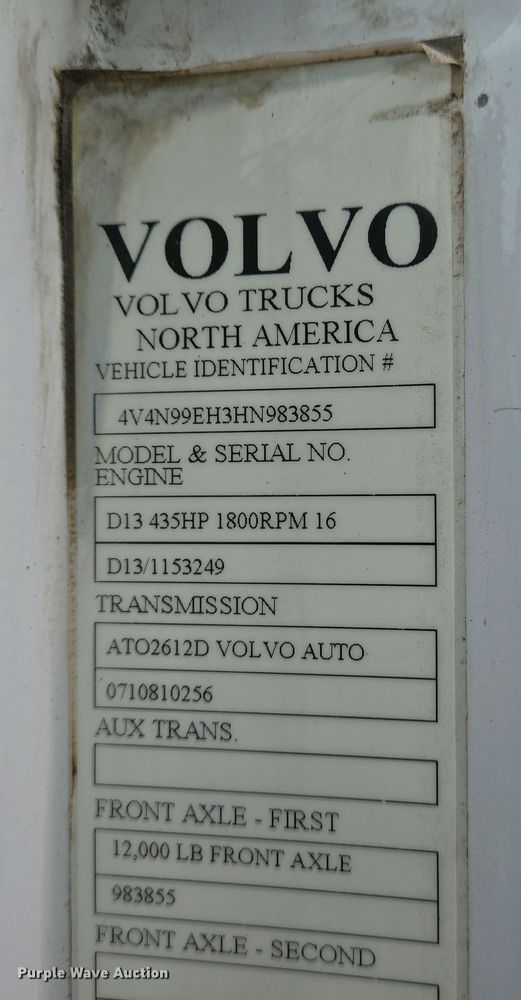 VOLVO
VOLVO TRUCKS
NORTH AMERICA
VEHICLE IDENTIFICATION #
4V4N99EH3HN983855
MODEL & SERIAL NO.
ENGINE
D13 435HP 1800RPM 16
D13/1153249
TRANSMISSION
ATO2612D VOLVO AUTO
0710810256
AUX TRANS.
FRONT AXLE - FIRST
12,000 LB FRONT AXLE
983855
FRONT AXLE - SECOND
Purple Wave Auction